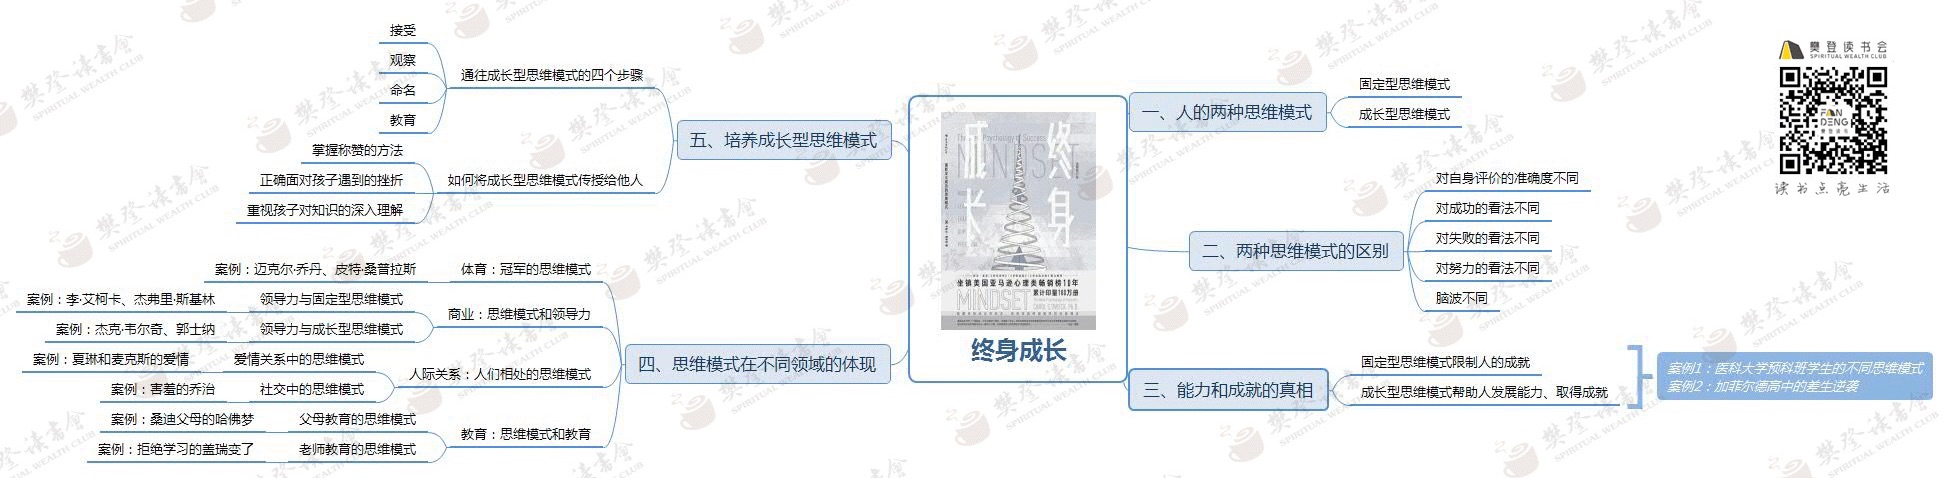 樊登读书会
SPIRITUAL WEALTH CLUB
FAN
DENG
读书点亮生活
终身成长
MINDSET
坐镇美国亚马逊心理类畅销榜10年
累计印量180万册
MINDSET
终身成长
一、人的两种思维模式
固定型思维模式
成长型思维模式
二、两种思维模式的区别
对自身评价的准确度不同
对成功的看法不同
对失败的看法不同
对努力的看法不同
脑波不同
三、能力和成就的真相
固定型思维模式限制人的成就
成长型思维模式帮助人发展能力、取得成就
案例1：医科大学预科班学生的不同思维模式
案例2：加菲尔德高中的差生逆袭
四、思维模式在不同领域的体现
体育：冠军的思维模式
案例：迈克尔·乔丹、皮特·桑普拉斯
商业：思维模式和领导力
领导力与固定型思维模式
案例：李·艾柯卡、杰弗里·斯基林
领导力与成长型思维模式
案例：杰克·韦尔奇、郭士纳
人际关系：人们相处的思维模式
爱情关系中的思维模式
案例：夏琳和麦克斯的爱情
社交中的思维模式
案例：害羞的乔治
教育：思维模式和教育
父母教育的思维模式
案例：桑迪父母的哈佛梦
老师教育的思维模式
案例：拒绝学习的盖瑞变了
五、培养成长型思维模式
通往成长型思维模式的四个步骤
接受
观察
命名
教育
如何将成长型思维模式传授给他人
掌握称赞的方法
正确面对孩子遇到的挫折
重视孩子对知识的深入理解